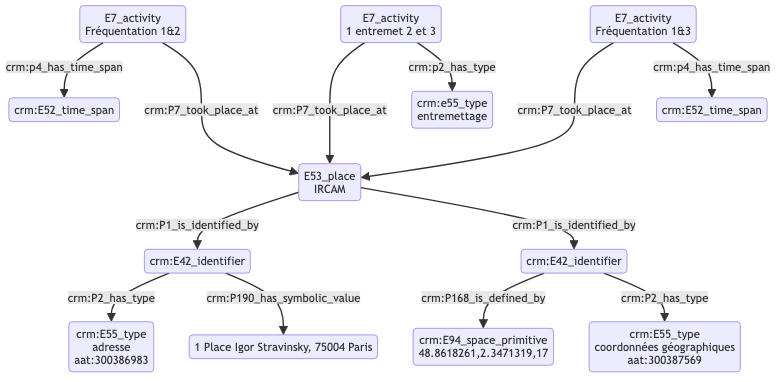 E7_activity
Fréquentation 1&2
E7_activity
1 entremet 2 et 3
E7_activity
Fréquentation 1&3
crm:p4_has_time_span
crm:p2_has_type
crm:p4_has_time_span
crm:E52_time_span
crm:P7_took_place_at
crm:P7_took_place_at
crm:e55_type
entremettage
crm:P7_took_place_at
crm:E52_time_span
E53_place
IRCAM
crm:P1_is_identified_by
crm:P1_is_identified_by
crm:E42_identifier
crm:E42_identifier
crm:P2_has_type
crm:P190_has_symbolic_value
crm:P168_is_defined_by
crm:P2_has_type
crm:E55_type
adresse
aat:300386983
1 Place Igor Stravinsky, 75004 Paris
crm:E94_space_primitive
48.8618261,2.3471319,17
crm:E55_type
coordonnées géographiques
aat:300387569